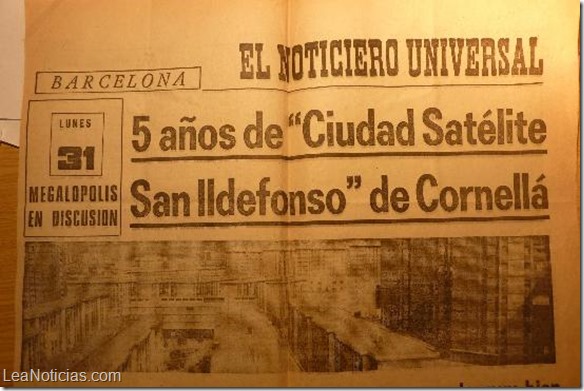 EL NOTICIERO UNIVERSAL
BARCELONA
LUNES
31
MEGALOPOLIS
EN DISCUSION
5 años de “Ciudad Satélite
San Ildefonso” de Cornellá
bien
LeaNoticias.com